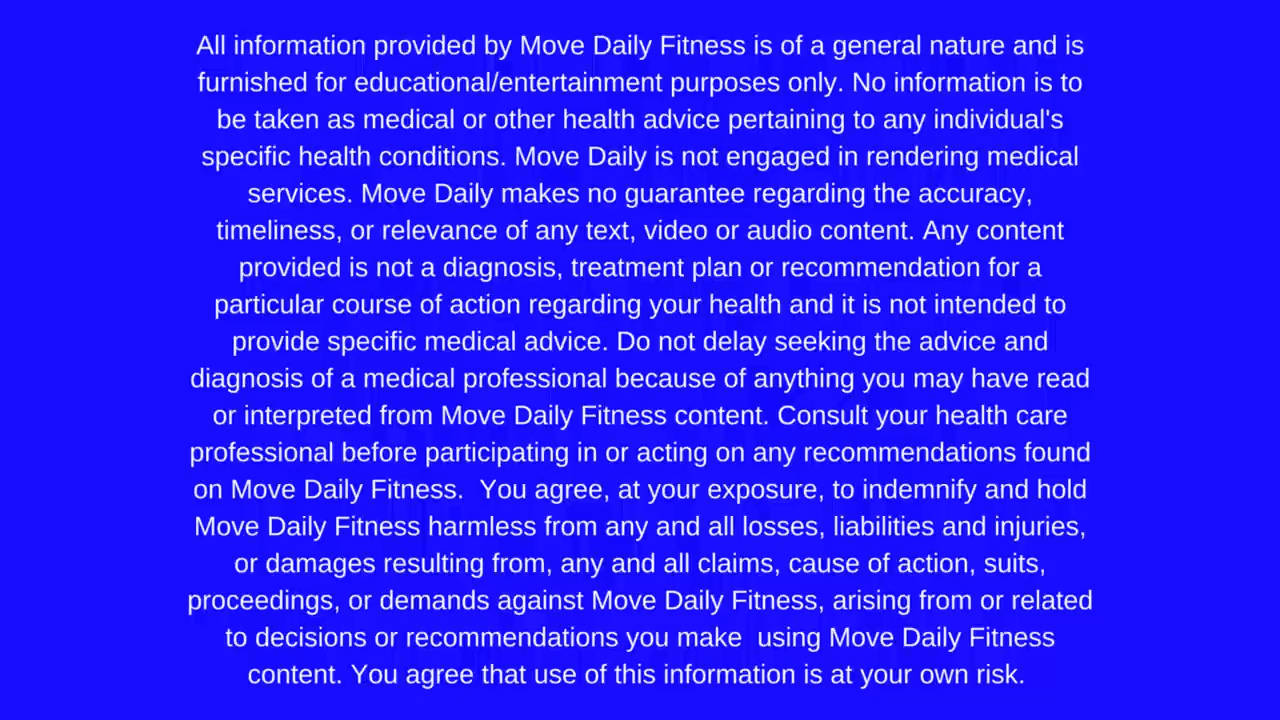 All information provided by Move Daily Fitness is of a general nature and is
furnished for educational/entertainment purposes only. No information is to
be taken as medical or other health advice pertaining to any individual's
specific health conditions. Move Daily is not engaged in rendering medical
services. Move Daily makes no guarantee regarding the accuracy,
timeliness, or relevance of any text, video or audio content. Any content
provided is not a diagnosis, treatment plan or recommendation for a
particular course of action regarding your health and it is not intended to
provide specific medical advice. Do not delay seeking the advice and
diagnosis of a medical professional because of anything you may have read
or interpreted from Move Daily Fitness content. Consult your health care
professional before participating in or acting on any recommendations found
on Move Daily Fitness.  You agree, at your exposure, to indemnify and hold
Move Daily Fitness harmless from any and all losses, liabilities and injuries,
or damages resulting from, any and all claims, cause of action, suits,
proceedings, or demands against Move Daily Fitness, arising from or related
to decisions or recommendations you make  using Move Daily Fitness
content. You agree that use of this information is at your own risk.